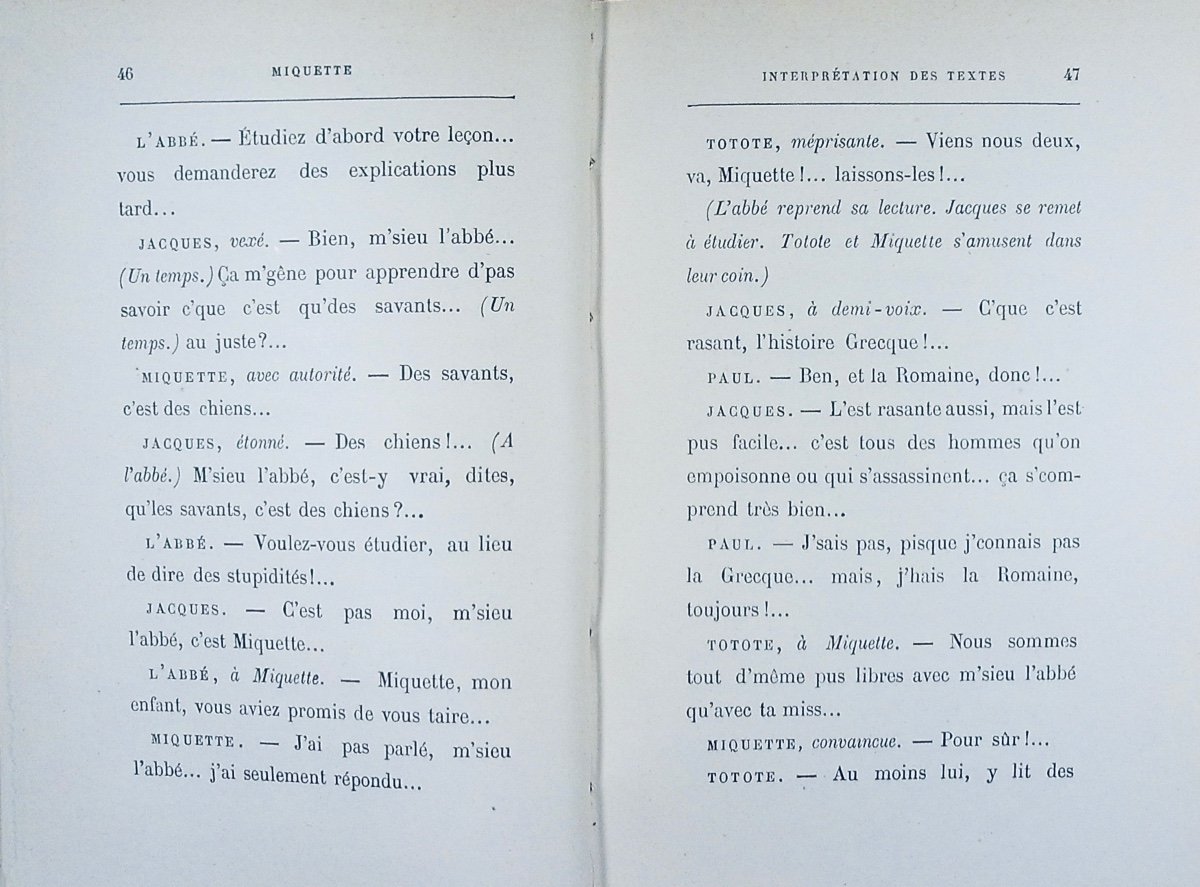 46
MIQUETTE
L'ABBÉ. — Étudiez d'abord votre leçon...
vous demanderez des explications plus
tard...
JACQUES, vexé. — Bien, m'sieu l'abbé...
(Un temps.) Ça m'gêne pour apprendre d'pas
savoir c'que c'est qu'des savants... (Un
temps.) au juste?...
MIQUETTE, avec autorité. — Des savants,
c'est des chiens...
JACQUES, étonné. — Des chiens!... (A
l'abbé.) M'sieu l'abbé, c'est-y vrai, dites,
qu'les savants, c'est des chiens?...
L'ABBÉ. — Voulez-vous étudier, au lieu
de dire des stupidités!...
JACQUES. — C'est pas moi, m'sieu
l'abbé, c'est Miquette...
L'ABBÉ, à Miquette. — Miquette, mon
enfant, vous aviez promis de vous taire...
MIQUETTE. — J'ai pas parlé, m'sieu
l'abbé... j'ai seulement répondu...
INTERPRÉTATION DES TEXTES
47
TOTOTE, méprisante. — Viens nous deux,
va, Miquette!... laissons-les!...
(L'abbé reprend sa lecture. Jacques se remet
à étudier. Totote et Miquette s'amusent dans
leur coin.)
JACQUES, à demi-voix. — C'que c'est
rasant, l'histoire Grecque!...
PAUL. — Ben, et la Romaine, donc!...
JACQUES. — L'est rasante aussi, mais l'est
pus facile... c'est tous des hommes qu'on
empoisonne ou qui s'assassinent... ça s'com-
prend très bien...
PAUL. — J'sais pas, pisque j'connais pas
la Grecque... mais, j'hais la Romaine,
toujours!...
TOTOTE, à Miquette. — Nous sommes
tout d'même pus libres avec m'sieu l'abbé
qu'avec ta miss...
MIQUETTE, convaincue. — Pour sûr!...
TOTOTE. — Au moins lui, y lit des